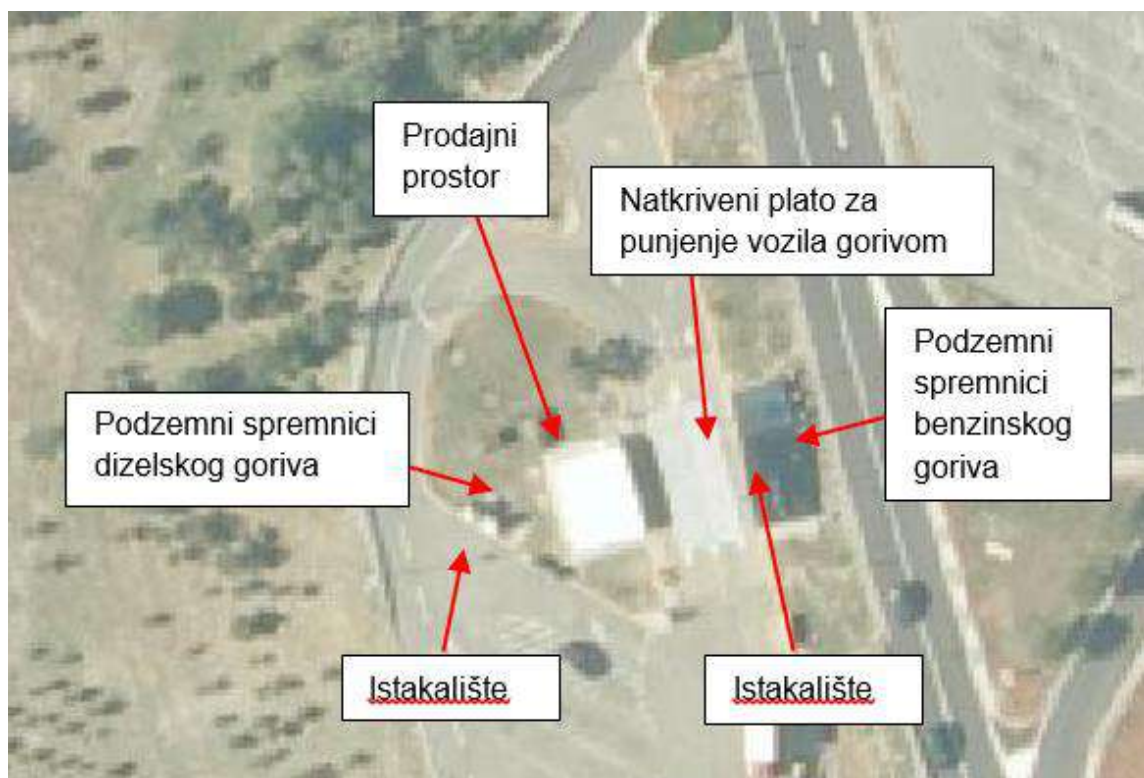 Prodajni
prostor
Natkriveni plato za
punjenje vozila gorivom
Podzemni
spremnici
benzinskog
goriva
Podzemni spremnici
dizelskog goriva
Istakalište
Istakalište